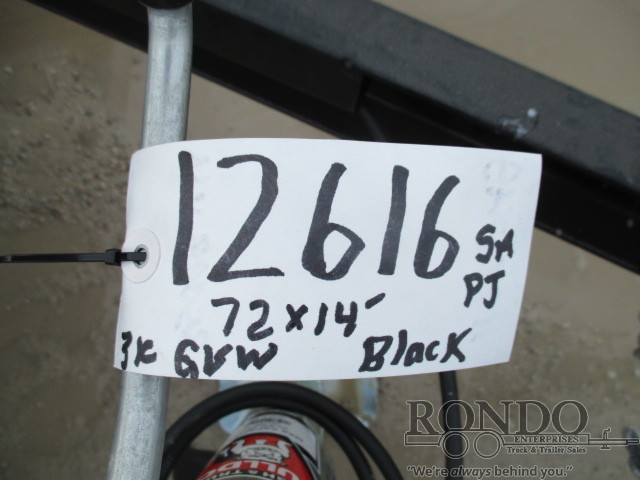 12616 SA
PJ
72x14'
3K GVW Black
RONDO
ENTERPRISES
Truck & Trailer Sales
"We're always behind you."